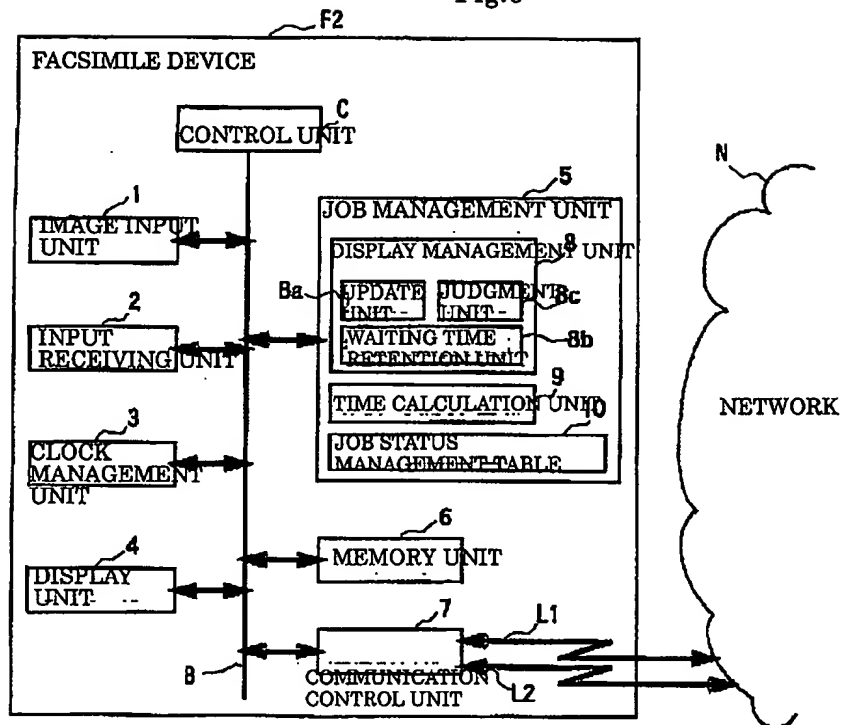 F2
FACSIMILE DEVICE
C
CONTROL UNIT
N
1
IMAGE INPUT
UNIT
5
JOB MANAGEMENT UNIT
DISPLAY MANAGEMENT UNIT
8
8a
UPDATE
UNIT
JUDGMENT
UNIT
8c
WAITING TIME
RETENTION UNIT
8b
2
INPUT
RECEIVING UNIT
9
TIME CALCULATION UNIT
10
JOB STATUS
MANAGEMENT TABLE
NETWORK
3
CLOCK
MANAGEMENT
UNIT
6
MEMORY UNIT
4
DISPLAY
UNIT
7
L1
COMMUNICATION
CONTROL UNIT
L2
B